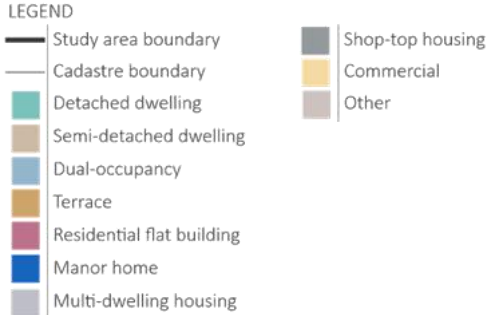 LEGEND
Study area boundary
Cadastre boundary
Detached dwelling
Semi-detached dwelling
Dual-occupancy
Terrace
Residential flat building
Manor home
Multi-dwelling housing
Shop-top housing
Commercial
Other